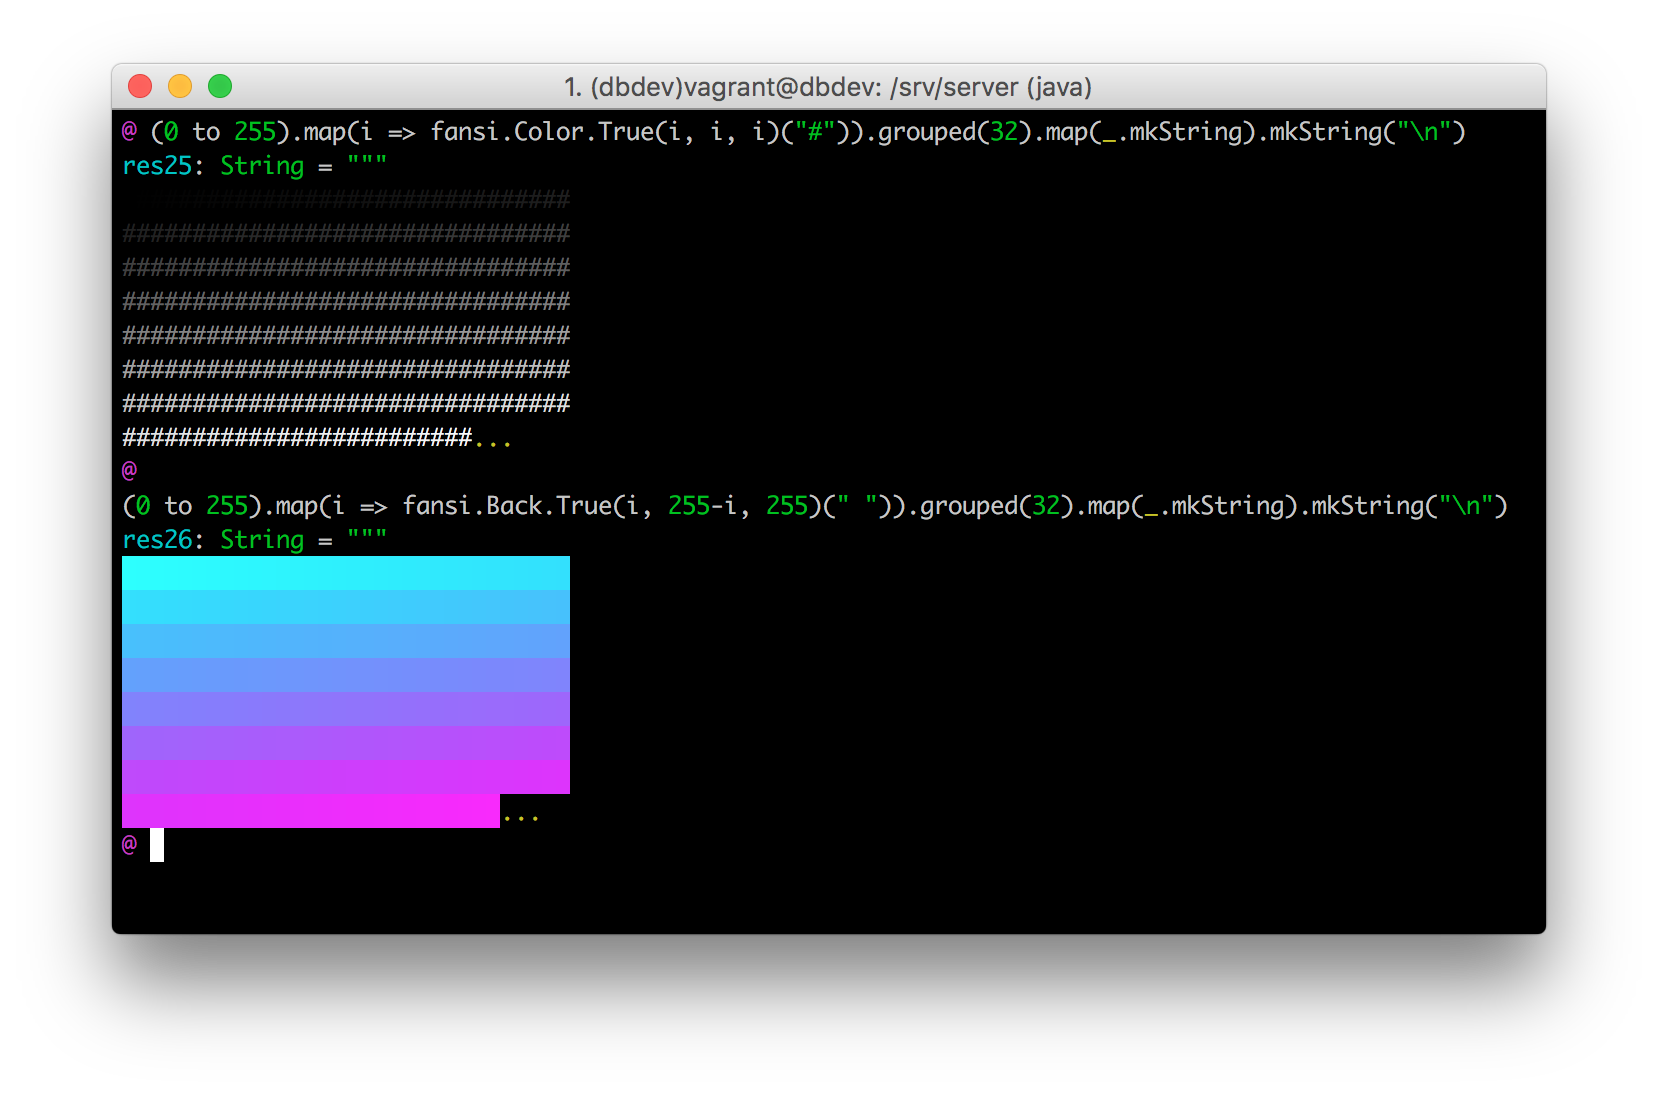 1. (dbdev)vagrant@dbdev: /srv/server (java)
@ (0 to 255).map(i => fansi.Color.True(i, i, i)("#")).grouped(32).map(_.mkString).mkString("\n")
res25: String = """
################################
################################
################################
################################
################################
################################
################################
#########################...
@
(0 to 255).map(i => fansi.Back.True(i, 255-i, 255)(" ")).grouped(32).map(_.mkString).mkString("\n")
res26: String = """
...
@